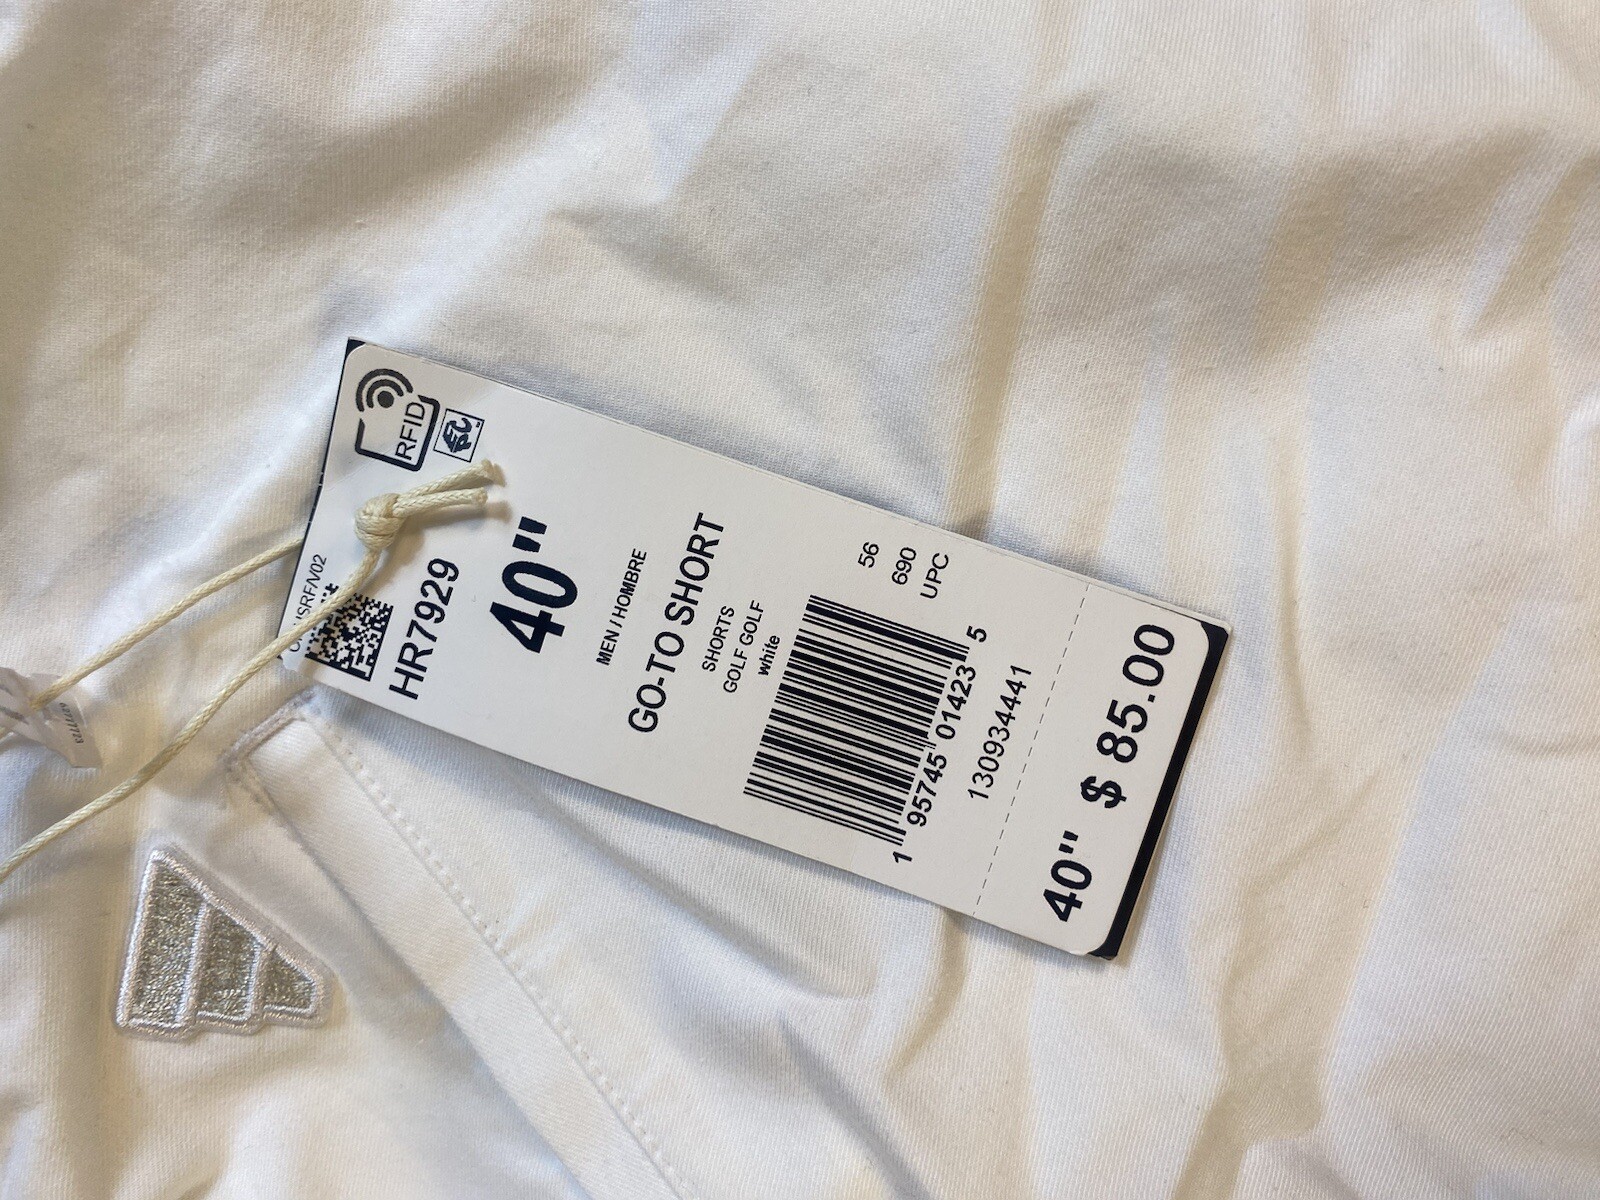 RFID
HR7929
40"
MEN / HOMBRE
GO-TO SHORT
SHORTS
GOLF GOLF
white
56
690
UPC
1 95745 01423 5
130934441
40" $ 85.00